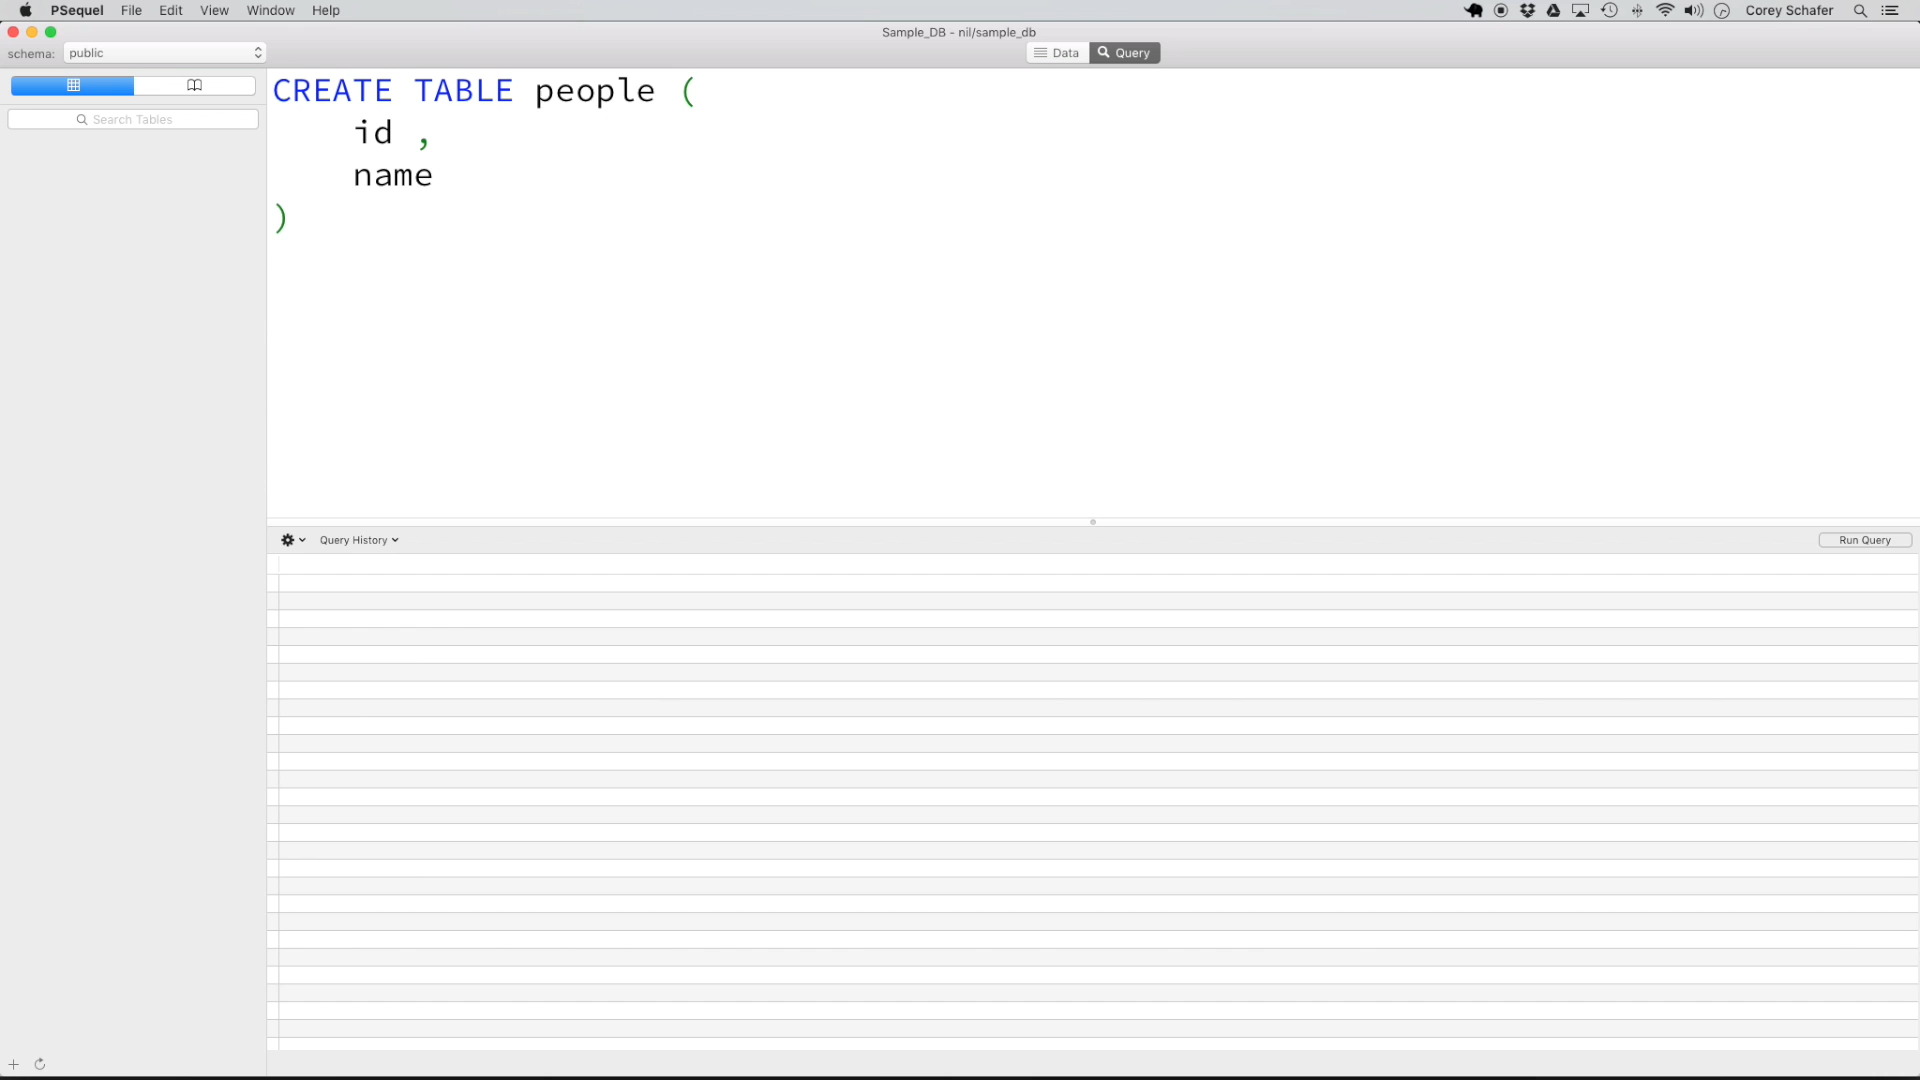 PSequel File Edit View Window Help Corey Schafer
Sample_DB - nil/sample_db
schema: public
Data Query
Search Tables
CREATE TABLE people (
id ,
name
)
Query History
Run Query